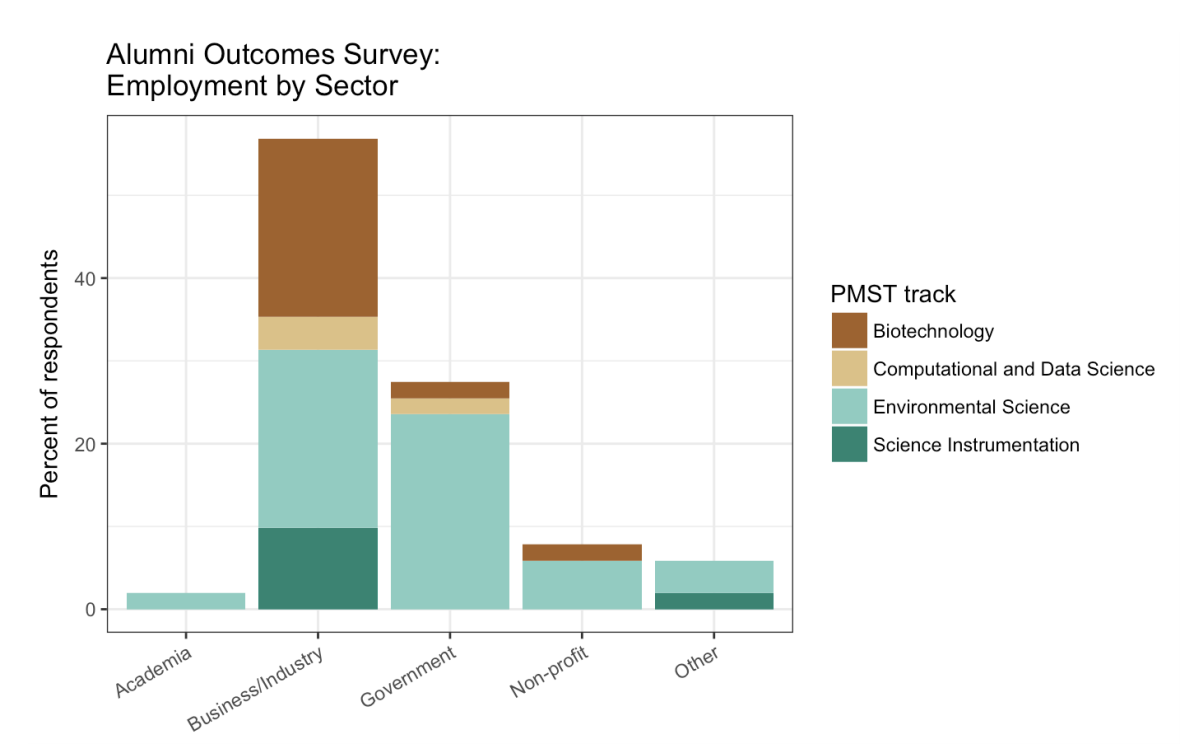 Alumni Outcomes Survey:
Employment by Sector
Percent of respondents
40
20
0
Academia
Business/Industry
Government
Non-profit
Other
PMST track
Biotechnology
Computational and Data Science
Environmental Science
Science Instrumentation